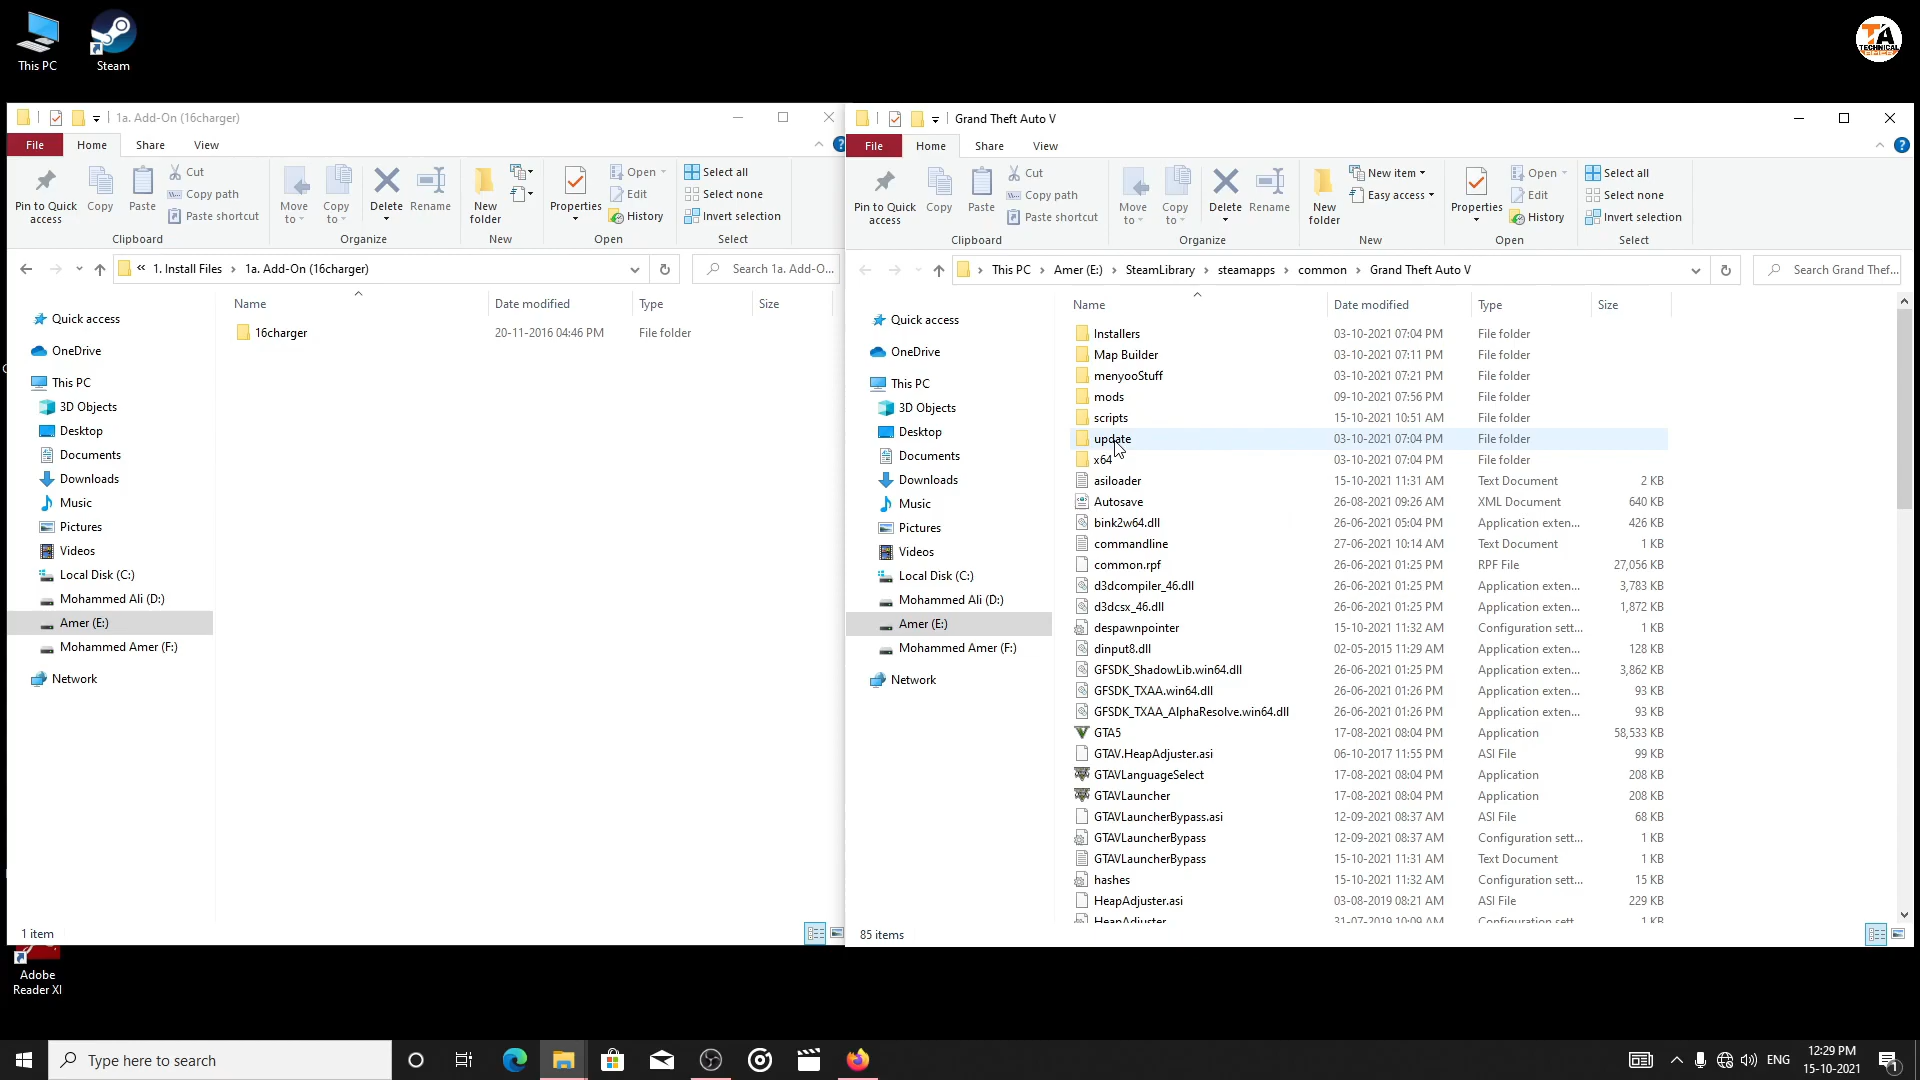 This PC
Steam
TA
TECHNICAL
AMER
1a. Add-On (16charger)
File
Home
Share
View
Pin to Quick access
Copy
Paste
Cut
Copy path
Paste shortcut
Clipboard
Move to
Copy to
Delete
Rename
Organize
New folder
New
Properties
Open
Edit
History
Open
Select all
Select none
Invert selection
Select
« 1. Install Files › 1a. Add-On (16charger)
Search 1a. Add-O...
Quick access
OneDrive
This PC
3D Objects
Desktop
Documents
Downloads
Music
Pictures
Videos
Local Disk (C:)
Mohammed Ali (D:)
Amer (E:)
Mohammed Amer (F:)
Network
Name Date modified Type Size
16charger 20-11-2016 04:46 PM File folder
1 item
Grand Theft Auto V
File
Home
Share
View
Pin to Quick access
Copy
Paste
Cut
Copy path
Paste shortcut
Clipboard
Move to
Copy to
Delete
Rename
Organize
New folder
New item
Easy access
New
Properties
Open
Edit
History
Open
Select all
Select none
Invert selection
Select
This PC › Amer (E:) › SteamLibrary › steamapps › common › Grand Theft Auto V
Search Grand Thef...
Quick access
OneDrive
This PC
3D Objects
Desktop
Documents
Downloads
Music
Pictures
Videos
Local Disk (C:)
Mohammed Ali (D:)
Amer (E:)
Mohammed Amer (F:)
Network
Name Date modified Type Size
Installers 03-10-2021 07:04 PM File folder
Map Builder 03-10-2021 07:11 PM File folder
menyooStuff 03-10-2021 07:21 PM File folder
mods 09-10-2021 07:56 PM File folder
scripts 15-10-2021 10:51 AM File folder
update 03-10-2021 07:04 PM File folder
x64 03-10-2021 07:04 PM File folder
asiloader 15-10-2021 11:31 AM Text Document 2 KB
Autosave 26-08-2021 09:26 AM XML Document 640 KB
bink2w64.dll 26-06-2021 05:04 PM Application exten... 426 KB
commandline 27-06-2021 10:14 AM Text Document 1 KB
common.rpf 26-06-2021 01:25 PM RPF File 27,056 KB
d3dcompiler_46.dll 26-06-2021 01:25 PM Application exten... 3,783 KB
d3dcsx_46.dll 26-06-2021 01:25 PM Application exten... 1,872 KB
despawnpointer 15-10-2021 11:32 AM Configuration sett... 1 KB
dinput8.dll 02-05-2015 11:29 AM Application exten... 128 KB
GFSDK_ShadowLib.win64.dll 26-06-2021 01:25 PM Application exten... 3,862 KB
GFSDK_TXAA.win64.dll 26-06-2021 01:25 PM Application exten... 93 KB
GFSDK_TXAA_AlphaResolve.win64.dll 26-06-2021 01:26 PM Application exten... 93 KB
GTA5 17-08-2021 08:04 PM Application 58,533 KB
GTAV.HeapAdjuster.asi 06-10-2017 11:55 PM ASI File 99 KB
GTAVLanguageSelect 17-08-2021 08:04 PM Application 208 KB
GTAVLauncher 17-08-2021 08:04 PM Application 208 KB
GTAVLauncherBypass.asi 12-09-2021 08:37 AM ASI File 68 KB
GTAVLauncherBypass 12-09-2021 08:37 AM Configuration sett... 1 KB
GTAVLauncherBypass 15-10-2021 11:31 AM Text Document 1 KB
hashes 15-10-2021 11:32 AM Configuration sett... 15 KB
HeapAdjuster.asi 03-08-2019 08:21 AM ASI File 229 KB
HeapAdjuster 31-07-2019 10:09 AM Configuration sett... 1 KB
85 items
Adobe Reader XI
Type here to search
ENG
12:29 PM
15-10-2021
1